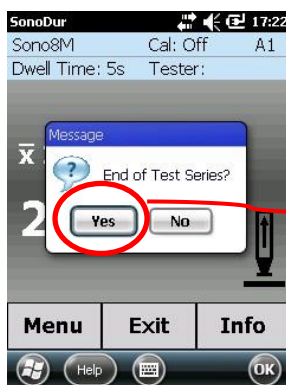 SonoDur 17:22
Sono8M Cal: Off A1
Dwell Time: 5s Tester:
Message
x̅
End of Test Series?
2
Yes No
Menu Exit Info
Help OK